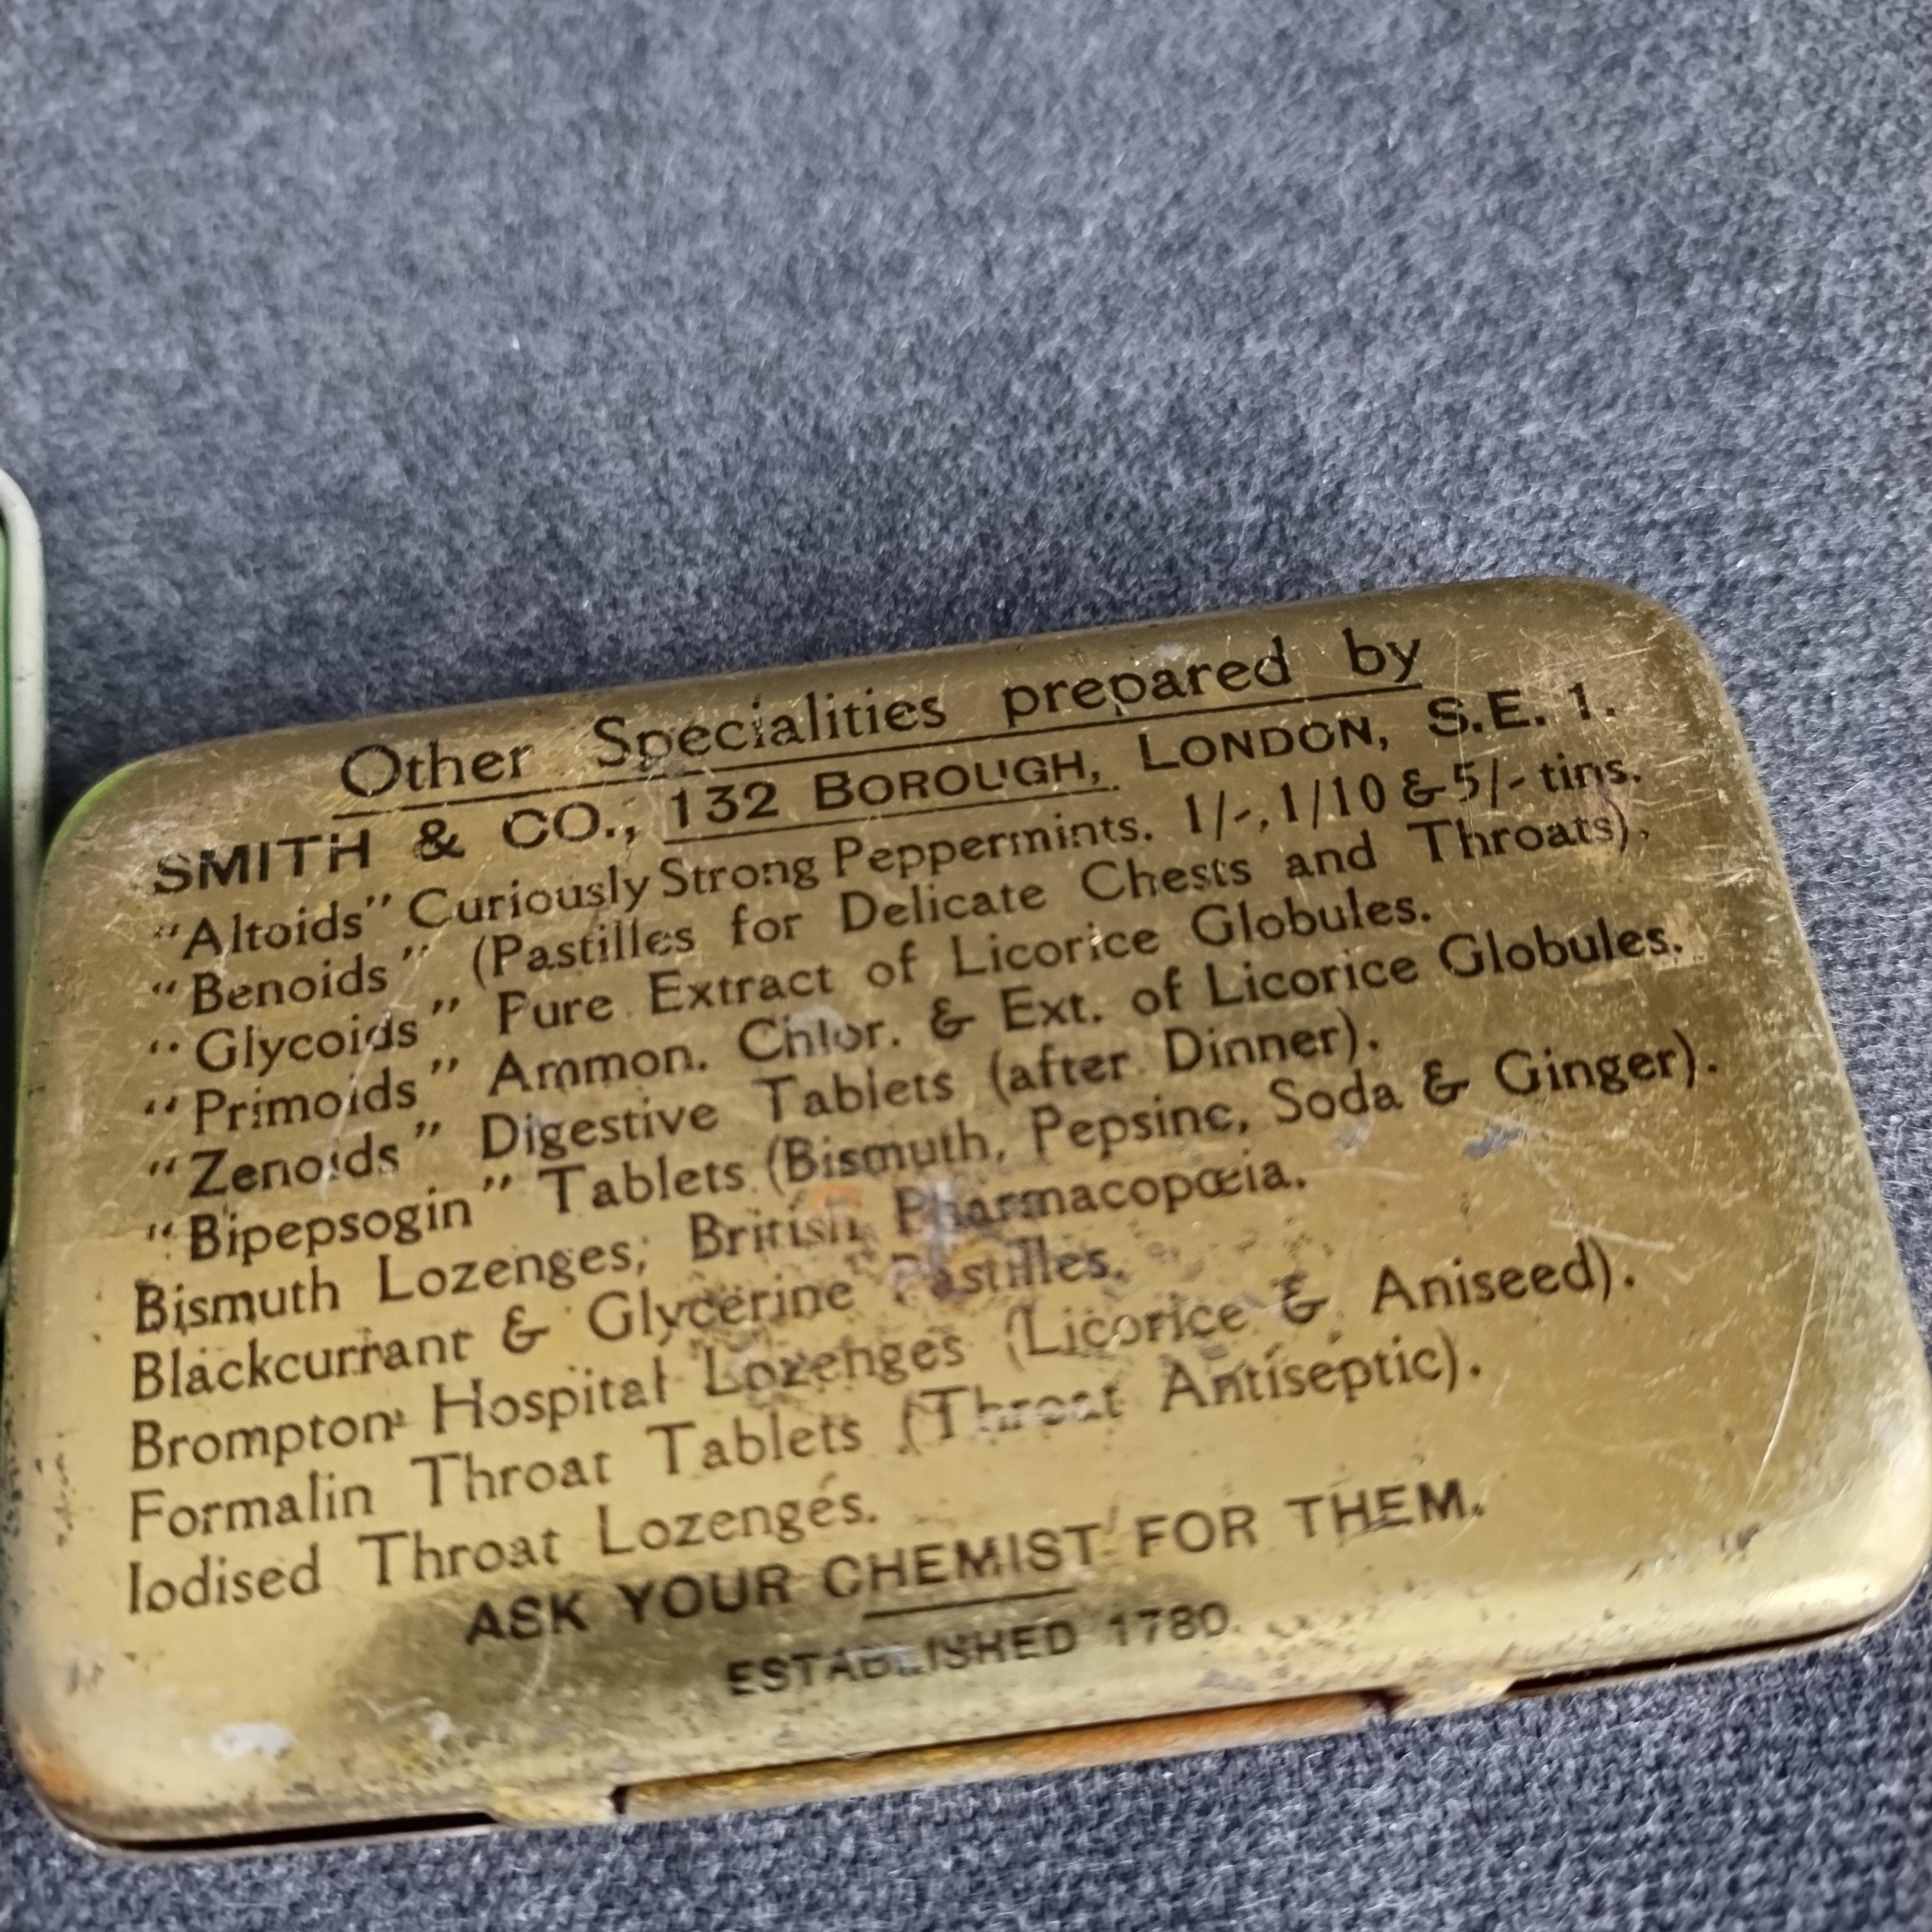 Other Specialities prepared by
SMITH & CO., 132 BOROUGH, LONDON, S.E. 1.
"Altoids" Curiously Strong Peppermints. 1/-, 1/10 & 5/- tins.
"Benoids" (Pastilles for Delicate Chests and Throats).
"Glycoids" Pure Extract of Licorice Globules.
"Primoids" Ammon. Chlor. & Ext. of Licorice Globules.
"Zenoids" Digestive Tablets (after Dinner).
"Bipepsogin" Tablets (Bismuth, Pepsine, Soda & Ginger).
Bismuth Lozenges, British Pharmacopœia.
Blackcurrant & Glycerine Pastilles.
Brompton Hospital Lozenges (Licorice & Aniseed).
Formalin Throat Tablets (Throat Antiseptic).
Iodised Throat Lozenges.
ASK YOUR CHEMIST FOR THEM.
ESTABLISHED 1780.